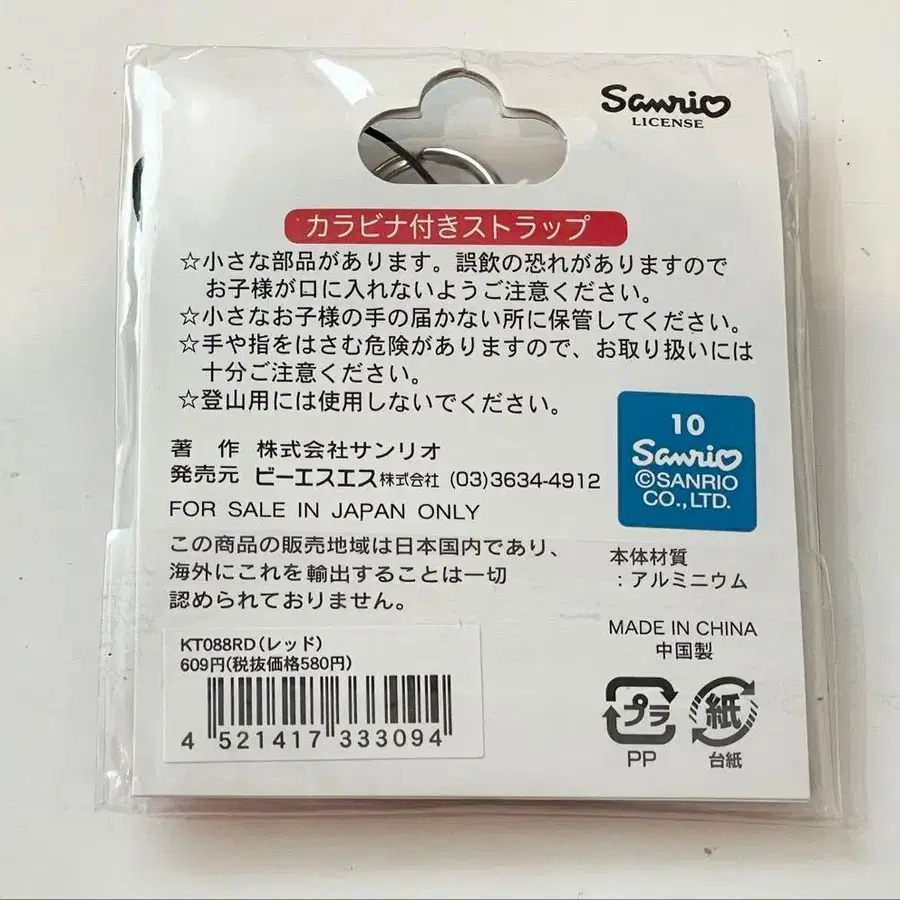 Sanrio
LICENSE
カラビナ付きストラップ
☆小さな部品があります。誤飲の恐れがありますので
お子様が口に入れないようご注意ください。
☆小さなお子様の手の届かない所に保管してください。
☆手や指をはさむ危険がありますので、お取り扱いには
十分ご注意ください。
☆登山用には使用しないでください。
著 作 株式会社サンリオ
発売元 ビーエスエス株式会社 (03)3634-4912
FOR SALE IN JAPAN ONLY
この商品の販売地域は日本国内であり、
海外にこれを輸出することは一切
認められておりません。
10
Sanrio
©SANRIO
CO.,LTD.
本体材質
:アルミニウム
MADE IN CHINA
中国製
KT088RD(レッド)
609円(税抜価格580円)
4 521417 333094
プラ
PP
紙
台紙